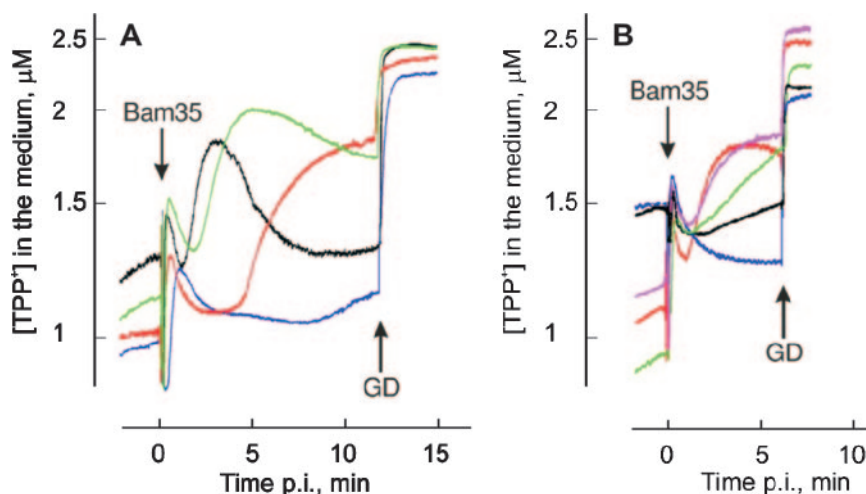 A
B
[TPP⁺] in the medium, µM
2.5
2
1.5
1
Bam35
GD
0
5
10
15
Time p.i., min
[TPP⁺] in the medium, µM
2.5
2
1.5
1
Bam35
GD
0
5
10
Time p.i., min